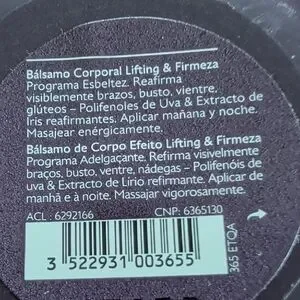 Bálsamo Corporal Lifting & Firmeza
Programa Esbeltez. Reafirma
visiblemente brazos, busto, vientre,
glúteos – Polifenoles de Uva & Extracto de
Iris reafirmantes. Aplicar mañana y noche.
Masajear enérgicamente.
Bálsamo de Corpo Efeito Lifting & Firmeza
Programa Adelgaçante. Refirma visivelmente
braços, busto, ventre, nádegas – Polifenóis de
uva & Extracto de Lírio refirmante. Aplicar de
manhã e à noite. Massajar vigorosamente.
ACL : 6292166 CNP: 6365130
3 522931 003655
365 ETQA